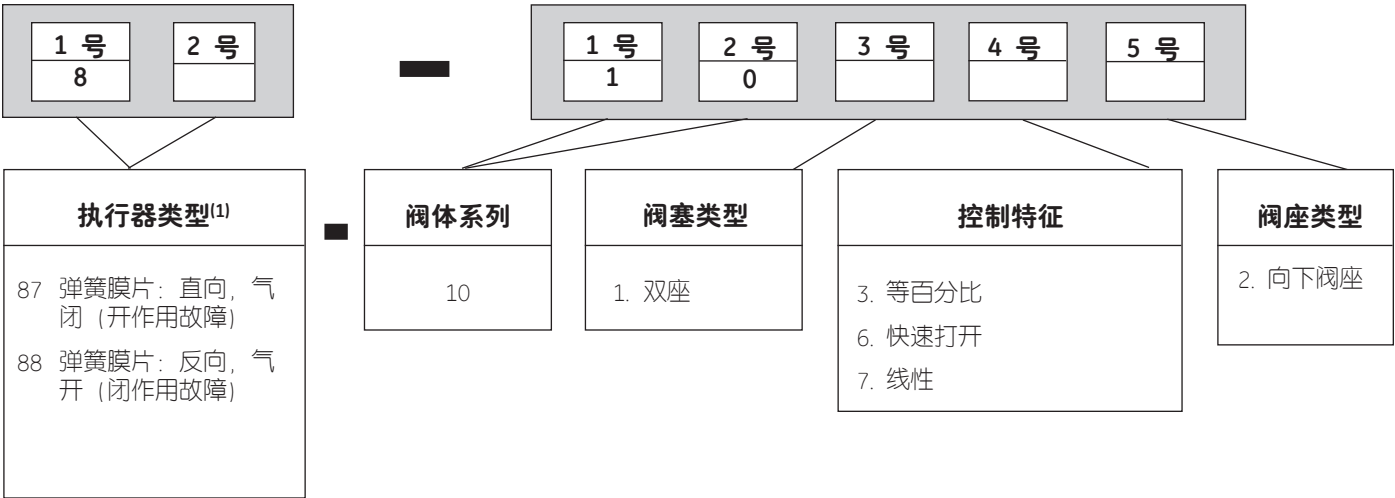 1 号 2 号
8
1 号 2 号 3 号 4 号 5 号
1 0
执行器类型(1)
87 弹簧膜片：直向，气
闭（开作用故障）
88 弹簧膜片：反向，气
开（闭作用故障）
阀体系列
10
阀塞类型
1. 双座
控制特征
3. 等百分比
6. 快速打开
7. 线性
阀座类型
2. 向下阀座